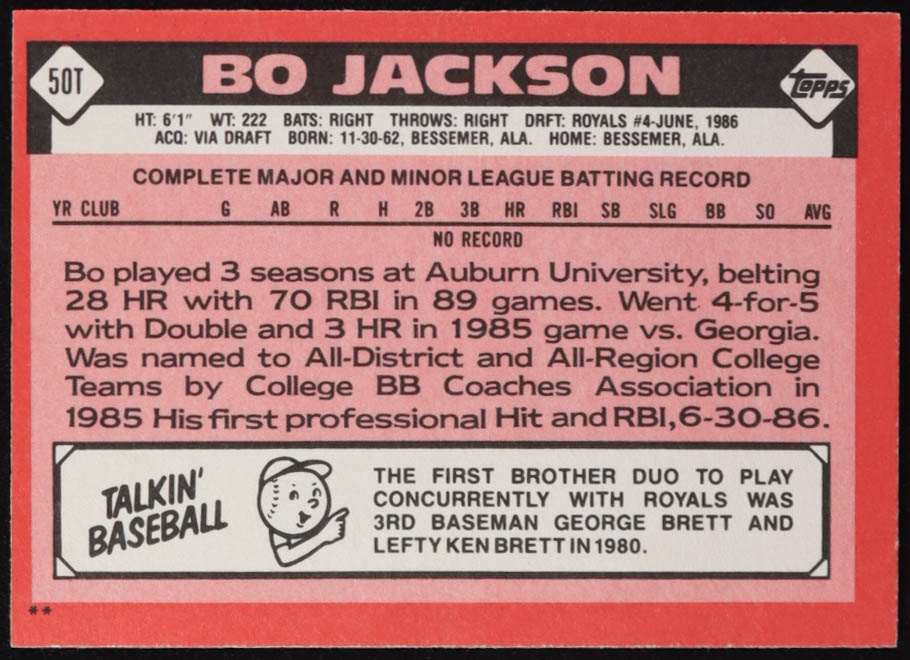 50T
BO JACKSON
topps
HT: 6'1" WT: 222 BATS: RIGHT THROWS: RIGHT DRFT: ROYALS #4-JUNE, 1986
ACQ: VIA DRAFT BORN: 11-30-62, BESSEMER, ALA. HOME: BESSEMER, ALA.
COMPLETE MAJOR AND MINOR LEAGUE BATTING RECORD
YR CLUB G AB R H 2B 3B HR RBI SB SLG BB SO AVG
NO RECORD
Bo played 3 seasons at Auburn University, belting
28 HR with 70 RBI in 89 games. Went 4-for-5
with Double and 3 HR in 1985 game vs. Georgia.
Was named to All-District and All-Region College
Teams by College BB Coaches Association in
1985 His first professional Hit and RBI, 6-30-86.
TALKIN'
BASEBALL
THE FIRST BROTHER DUO TO PLAY
CONCURRENTLY WITH ROYALS WAS
3RD BASEMAN GEORGE BRETT AND
LEFTY KEN BRETT IN 1980.
**